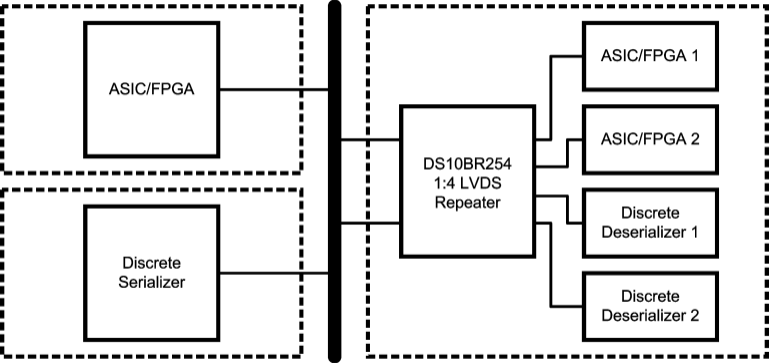 ASIC/FPGA
Discrete
Serializer
DS10BR254
1:4 LVDS
Repeater
ASIC/FPGA 1
ASIC/FPGA 2
Discrete
Deserializer 1
Discrete
Deserializer 2